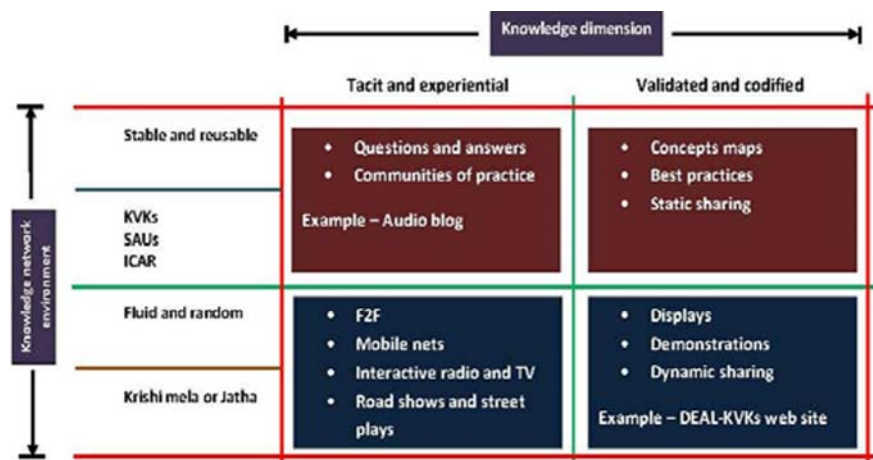 Knowledge dimension
Tacit and experiential
Validated and codified
Knowledge network
environment
Stable and reusable
KVKs
SAUs
ICAR
• Questions and answers
• Communities of practice
Example – Audio blog
• Concepts maps
• Best practices
• Static sharing
Fluid and random
Krishi mela or Jatha
• F2F
• Mobile nets
• Interactive radio and TV
• Road shows and street
plays
• Displays
• Demonstrations
• Dynamic sharing
Example – DEAL-KVKs web site